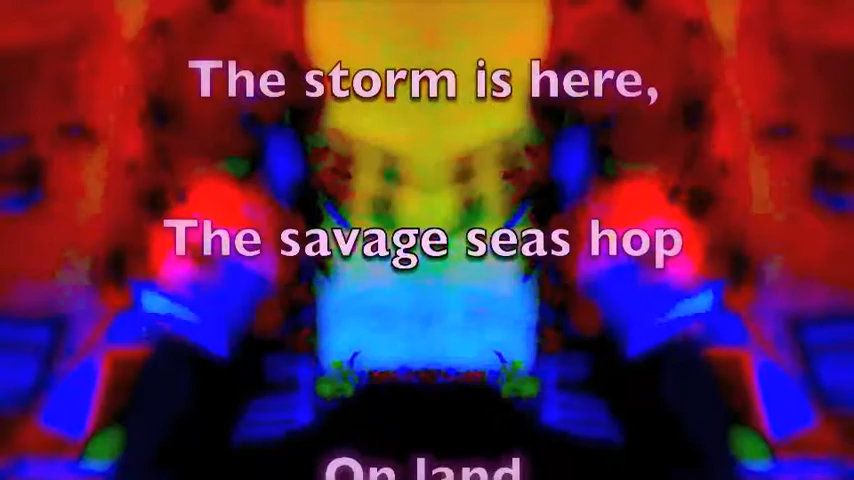 The storm is here,
The savage seas hop
On land